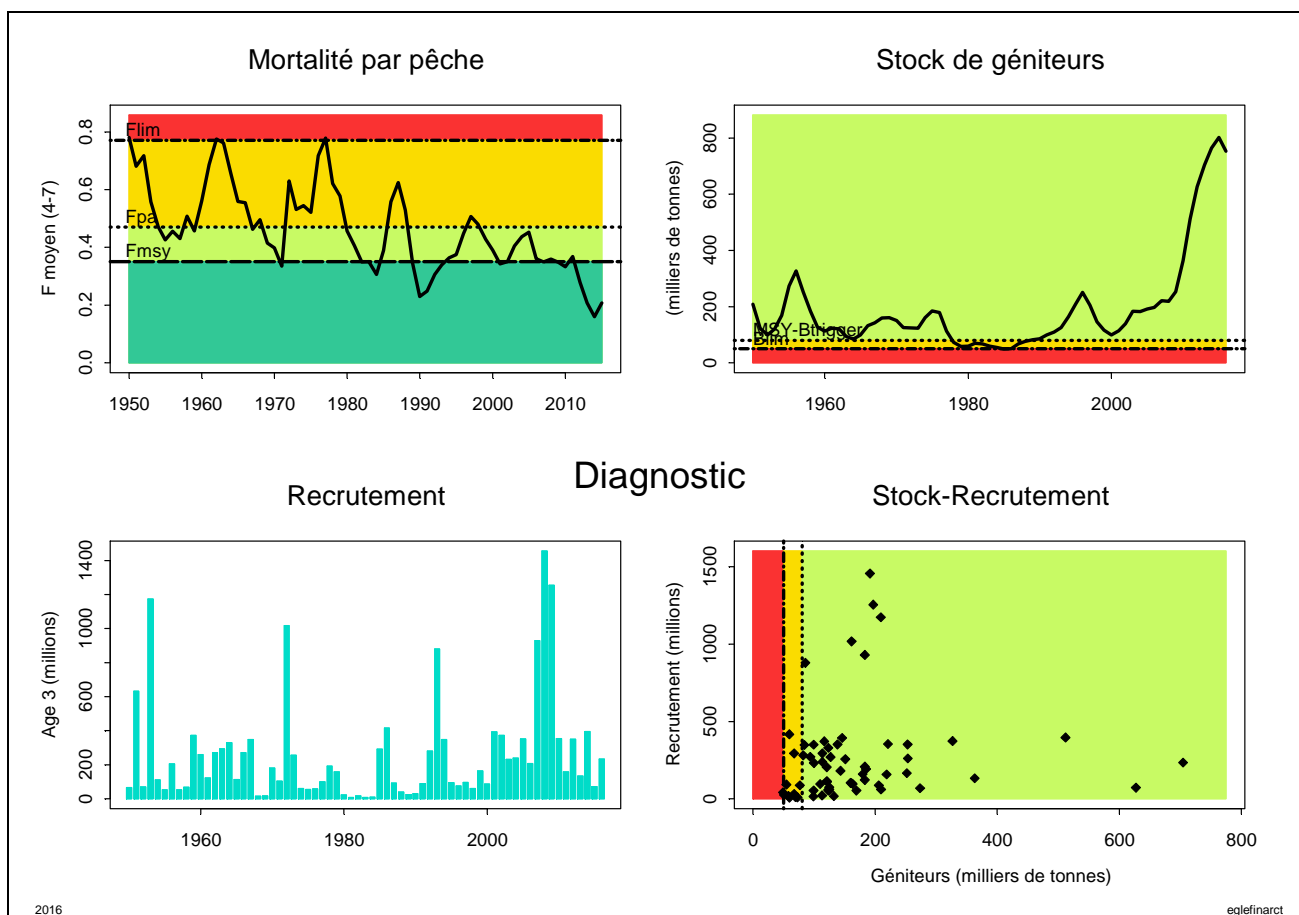 Mortalité par pêche
F moyen (4-7)
0.0 0.2 0.4 0.6 0.8
Flim
Fpa
Fmsy
1950 1960 1970 1980 1990 2000 2010
Stock de géniteurs
(milliers de tonnes)
0 200 400 600 800
MSY-Btrigger
Blim
1960 1980 2000
Diagnostic
Recrutement
Age 3 (millions)
0 200 600 1000 1400
1960 1980 2000
Stock-Recrutement
Recrutement (millions)
0 500 1000 1500
0 200 400 600 800
Géniteurs (milliers de tonnes)
2016
eglefinarct